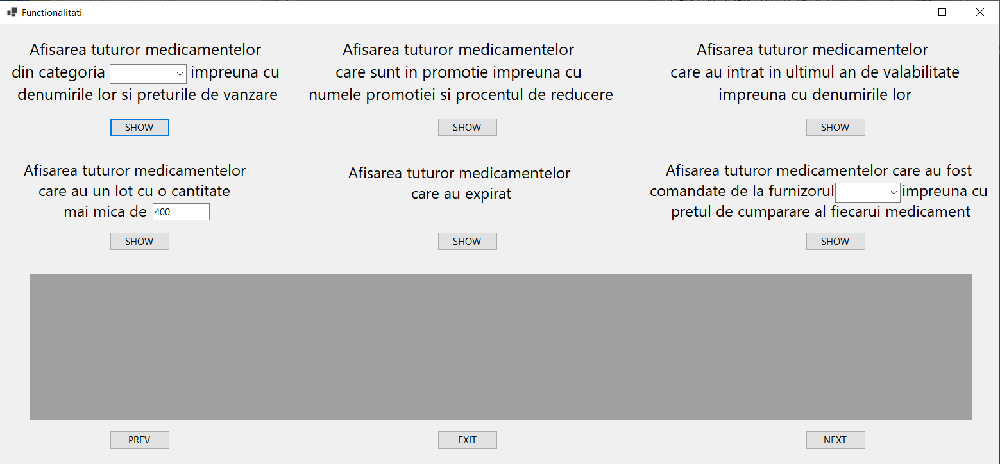 Functionalitati
Afisarea tuturor medicamentelor
din categoria impreuna cu
denumirile lor si preturile de vanzare
SHOW
Afisarea tuturor medicamentelor
care sunt in promotie impreuna cu
numele promotiei si procentul de reducere
SHOW
Afisarea tuturor medicamentelor
care au intrat in ultimul an de valabilitate
impreuna cu denumirile lor
SHOW
Afisarea tuturor medicamentelor
care au un lot cu o cantitate
mai mica de 400
SHOW
Afisarea tuturor medicamentelor
care au expirat
SHOW
Afisarea tuturor medicamentelor care au fost
comandate de la furnizorul impreuna cu
pretul de cumparare al fiecarui medicament
SHOW
PREV
EXIT
NEXT